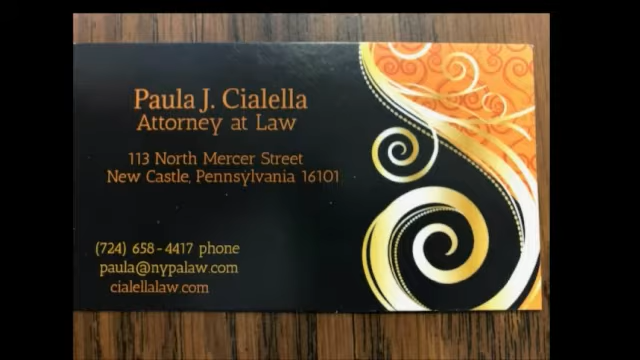 Paula J. Cialella
Attorney at Law
113 North Mercer Street
New Castle, Pennsylvania 16101
(724) 658-4417 phone
paula@nypalaw.com
cialellalaw.com